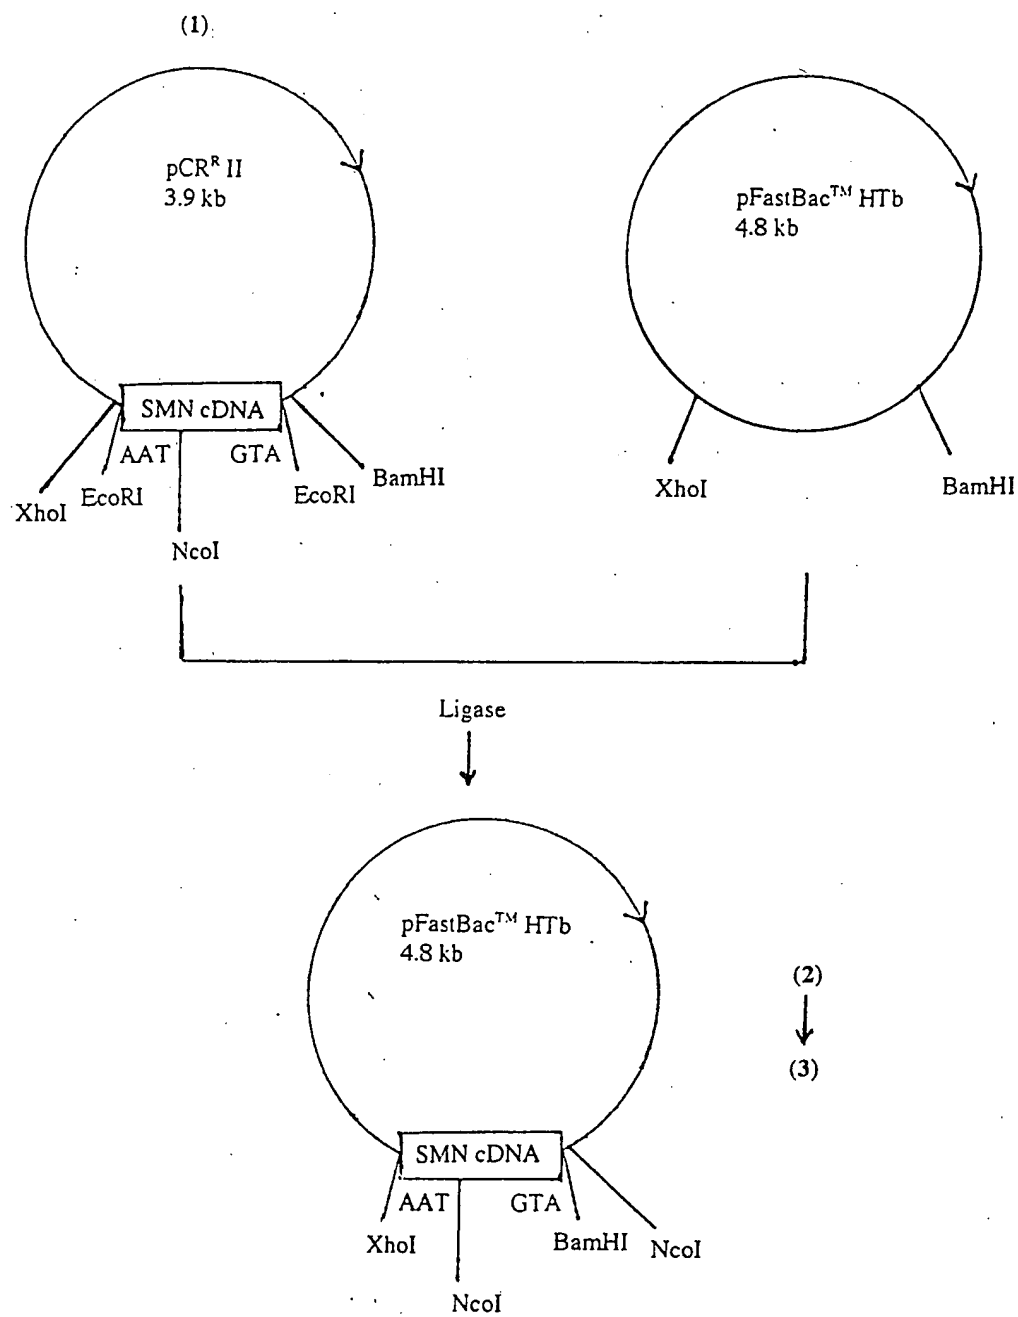 (1)
pCRᴿ II
3.9 kb
pFastBac™ HTb
4.8 kb
SMN cDNA
AAT
GTA
XhoI
EcoRI
NcoI
EcoRI
BamHI
XhoI
BamHI
Ligase
pFastBac™ HTb
4.8 kb
(2)
(3)
SMN cDNA
AAT
GTA
XhoI
NcoI
BamHI
NcoI